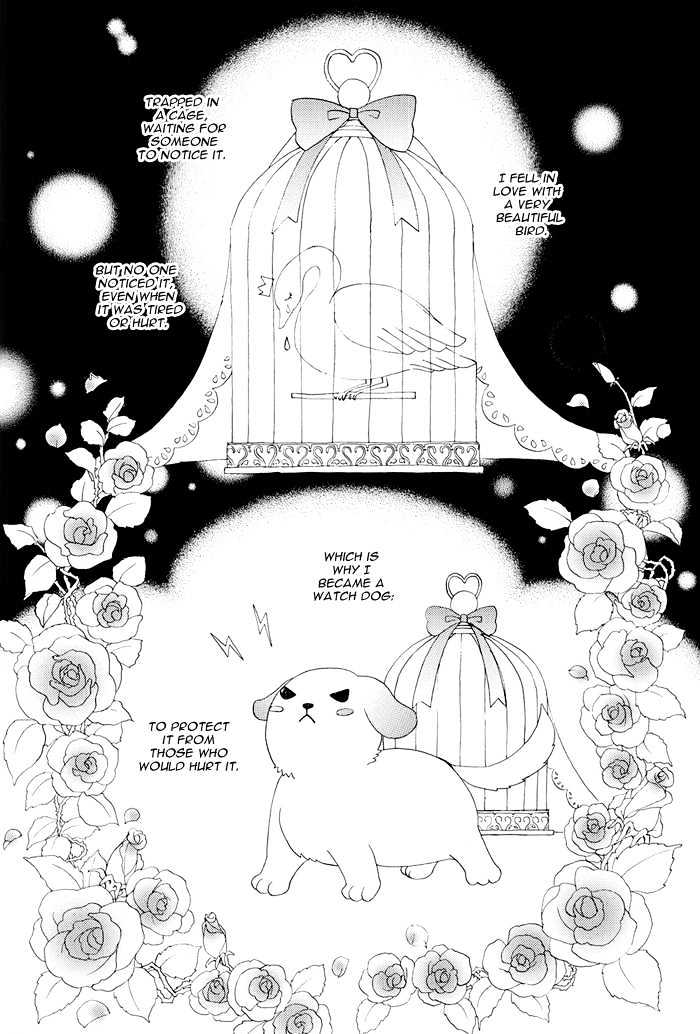 I FELL IN
LOVE WITH
A VERY
BEAUTIFUL
BIRD.
TRAPPED IN
A CAGE,
WAITING FOR
SOMEONE
TO NOTICE IT.
BUT NO ONE
NOTICED IT,
EVEN WHEN
IT WAS TIRED
OR HURT.
WHICH IS
WHY I
BECAME A
WATCH DOG:
TO PROTECT
IT FROM
THOSE WHO
WOULD HURT IT.